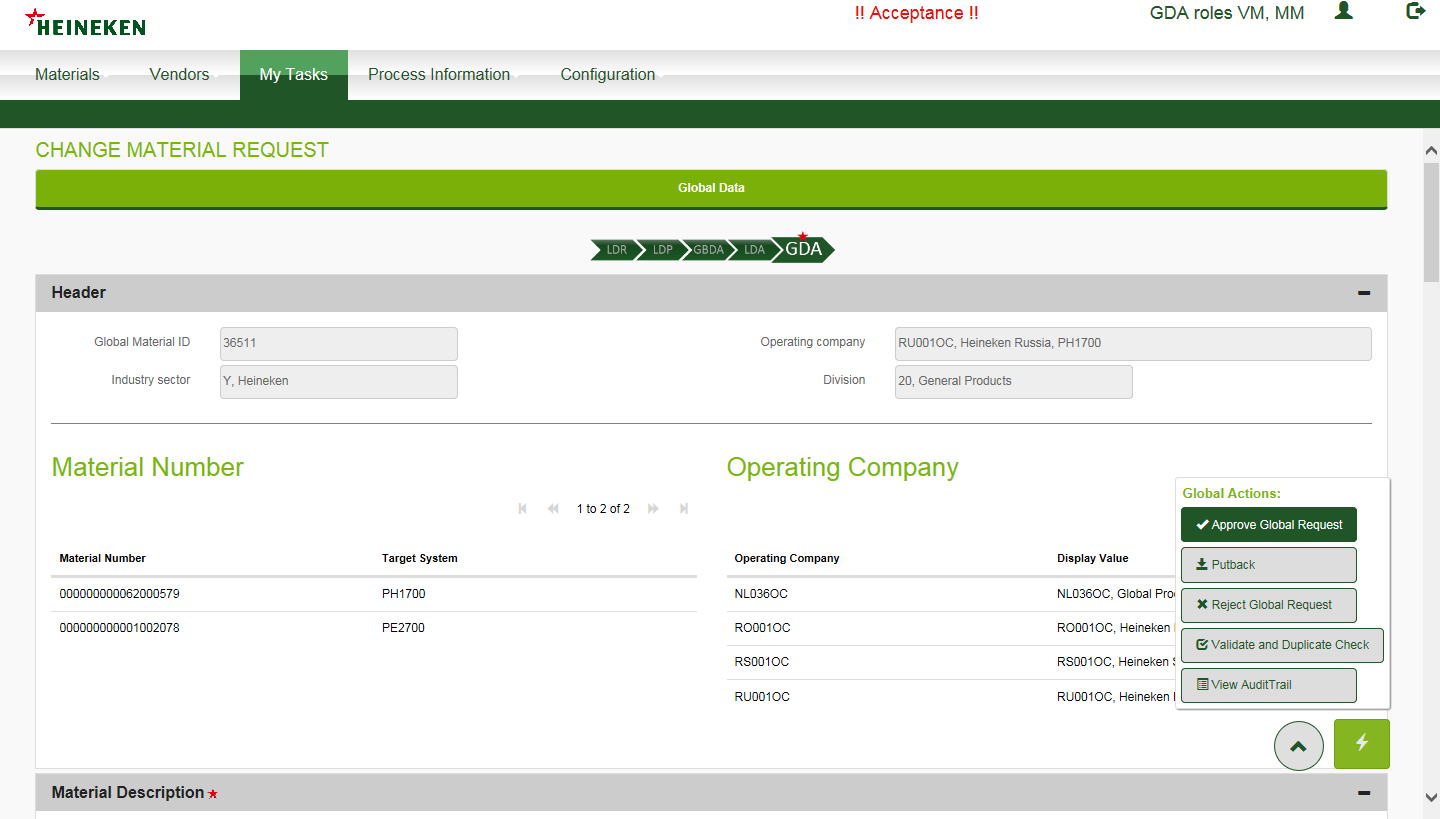 HEINEKEN
!! Acceptance !!
GDA roles VM, MM
Materials
Vendors
My Tasks
Process Information
Configuration
CHANGE MATERIAL REQUEST
Global Data
LDR
LDP
GBDA
LDA
GDA
Header
Global Material ID
36511
Operating company
RU001OC, Heineken Russia, PH1700
Industry sector
Y, Heineken
Division
20, General Products
Material Number
1 to 2 of 2
Material Number
Target System
000000000062000579
PH1700
000000000001002078
PE2700
Operating Company
Operating Company
Display Value
NL036OC
NL036OC, Global Pro
RO001OC
RO001OC, Heineken
RS001OC
RS001OC, Heineken S
RU001OC
RU001OC, Heineken
Global Actions:
Approve Global Request
Putback
Reject Global Request
Validate and Duplicate Check
View AuditTrail
Material Description